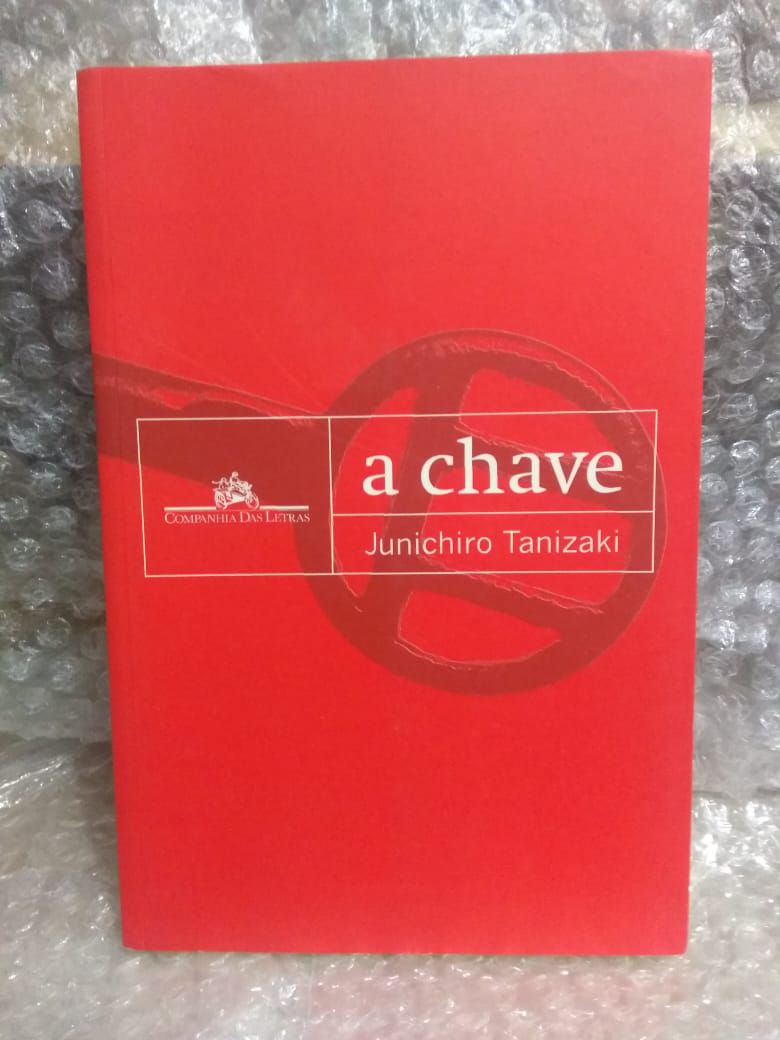 a chave
Junichiro Tanizaki
COMPANHIA DAS LETRAS